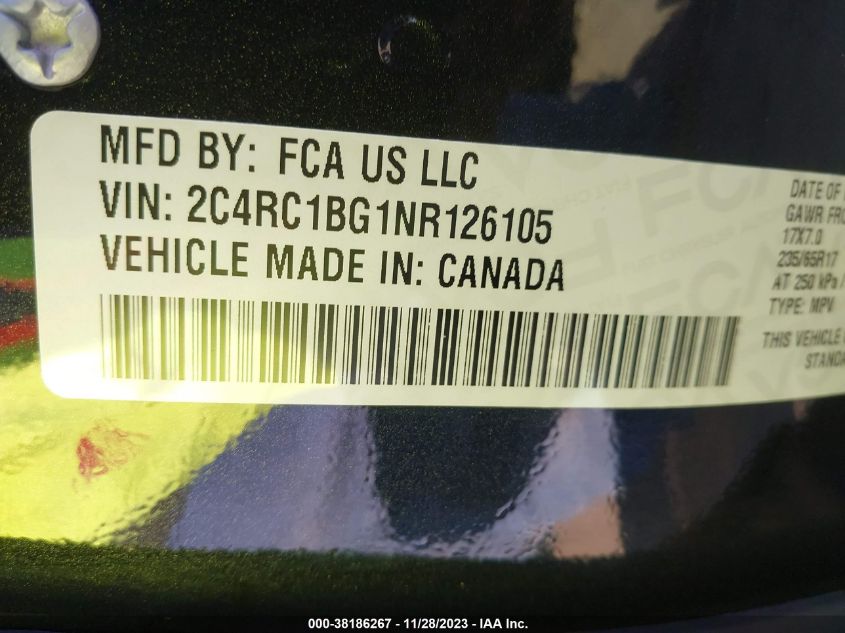 MFD BY: FCA US LLC
VIN: 2C4RC1BG1NR126105
VEHICLE MADE IN: CANADA
DATE OF
GAWR FRO
17X7.0
235/65R17
AT 250 kPa /
TYPE: MPV
THIS VEHICLE
STANDA
000-38186267 - 11/28/2023 - IAA Inc.